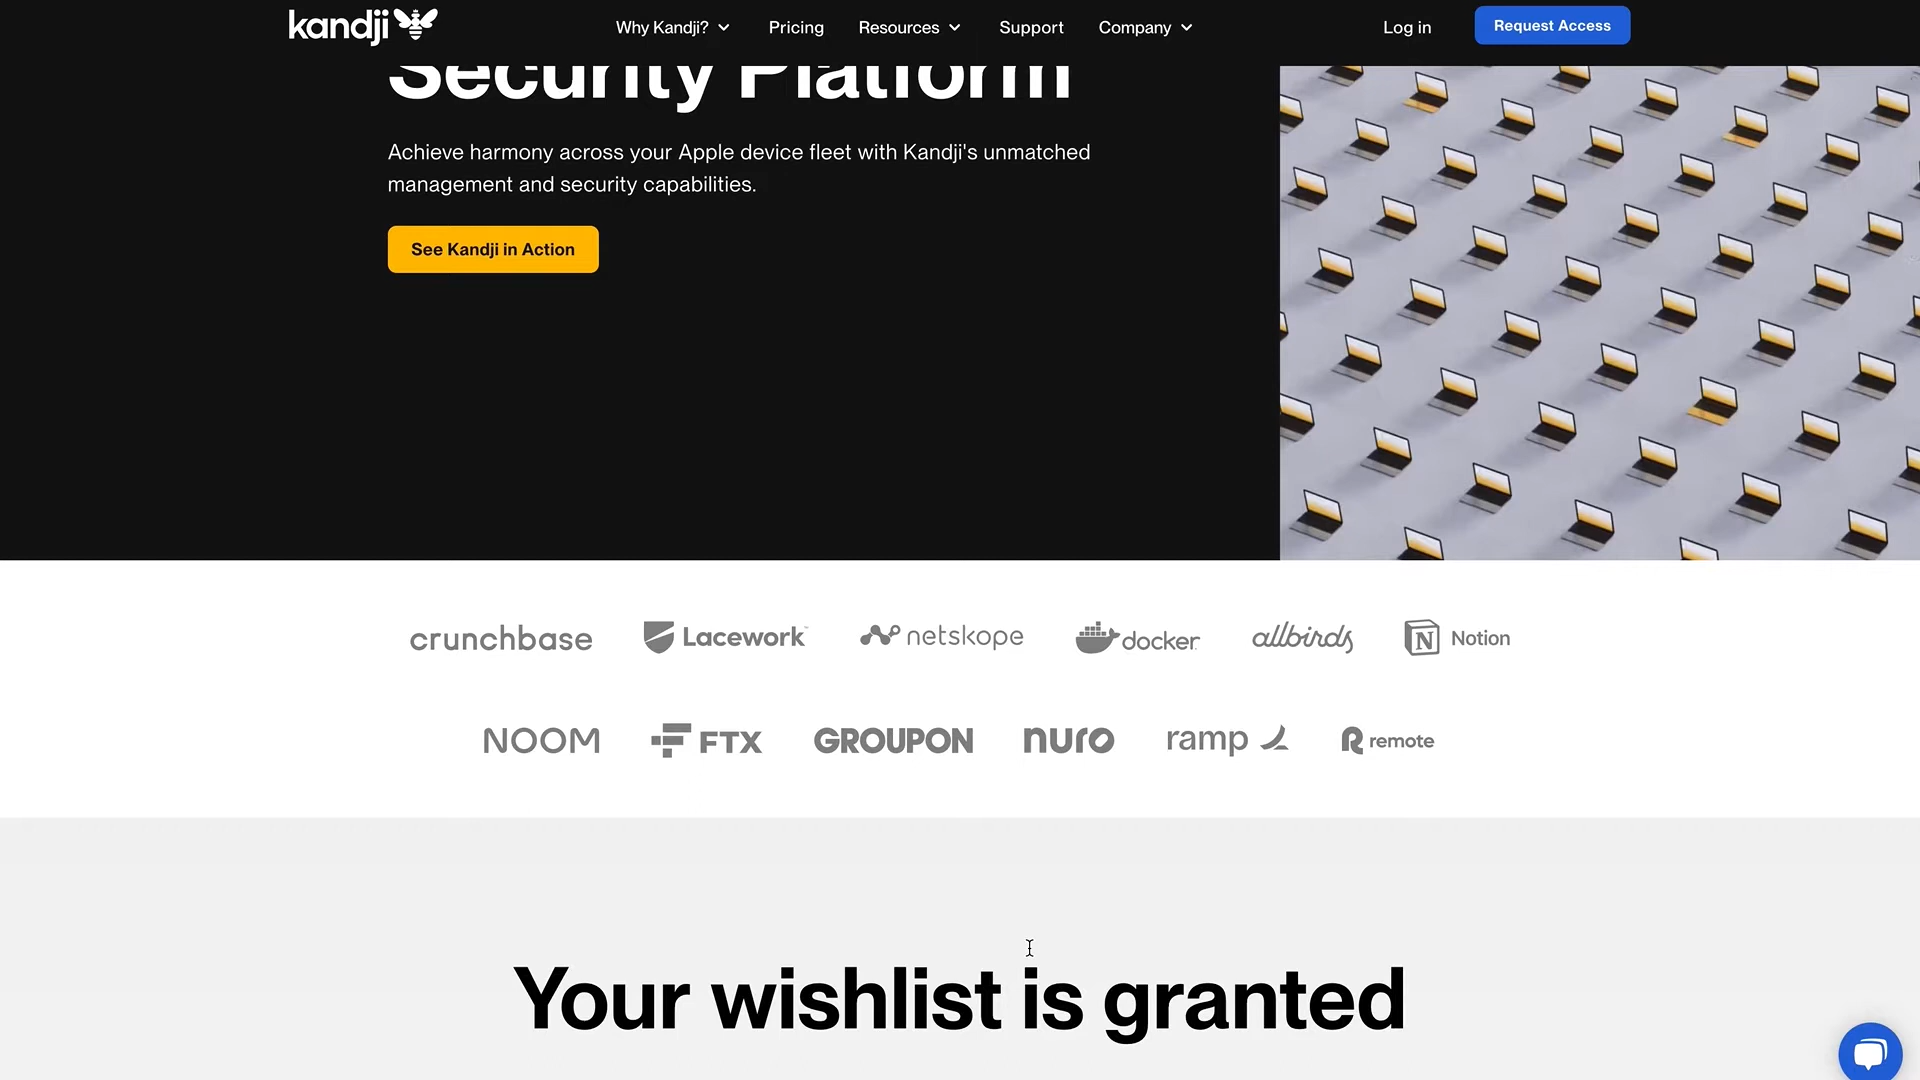 kandji
Why Kandji? Pricing Resources Support Company Log in Request Access
Security Platform
Achieve harmony across your Apple device fleet with Kandji's unmatched
management and security capabilities.
See Kandji in Action
crunchbase Lacework netskope docker allbirds Notion
NOOM FTX GROUPON nuro ramp remote
Your wishlist is granted